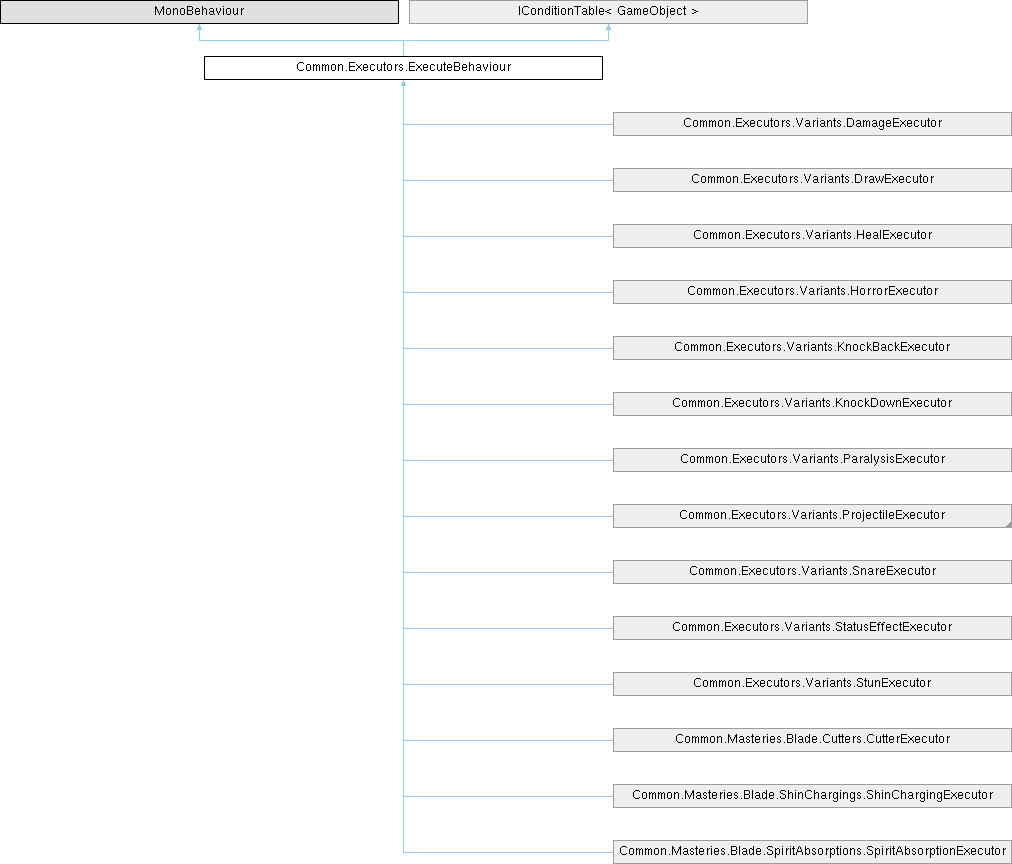 MonoBehaviour
IConditionTable< GameObject >
Common.Executors.ExecuteBehaviour
Common.Executors.Variants.DamageExecutor
Common.Executors.Variants.DrawExecutor
Common.Executors.Variants.HealExecutor
Common.Executors.Variants.HorrorExecutor
Common.Executors.Variants.KnockBackExecutor
Common.Executors.Variants.KnockDownExecutor
Common.Executors.Variants.ParalysisExecutor
Common.Executors.Variants.ProjectileExecutor
Common.Executors.Variants.SnareExecutor
Common.Executors.Variants.StatusEffectExecutor
Common.Executors.Variants.StunExecutor
Common.Masteries.Blade.Cutters.CutterExecutor
Common.Masteries.Blade.ShinChargings.ShinChargingExecutor
Common.Masteries.Blade.SpiritAbsorptions.SpiritAbsorptionExecutor